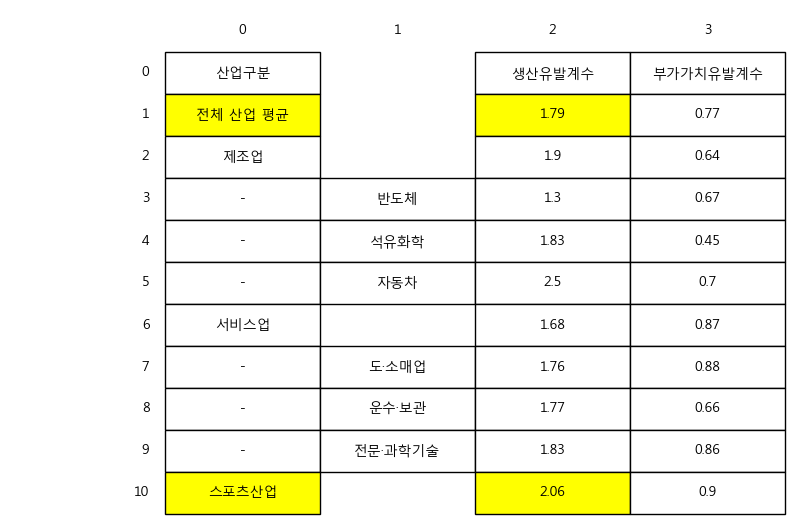 0 1 2 3
0 산업구분 생산유발계수 부가가치유발계수
1 전체 산업 평균 1.79 0.77
2 제조업 1.9 0.64
3 - 반도체 1.3 0.67
4 - 석유화학 1.83 0.45
5 - 자동차 2.5 0.7
6 서비스업 1.68 0.87
7 - 도·소매업 1.76 0.88
8 - 운수·보관 1.77 0.66
9 - 전문·과학기술 1.83 0.86
10 스포츠산업 2.06 0.9